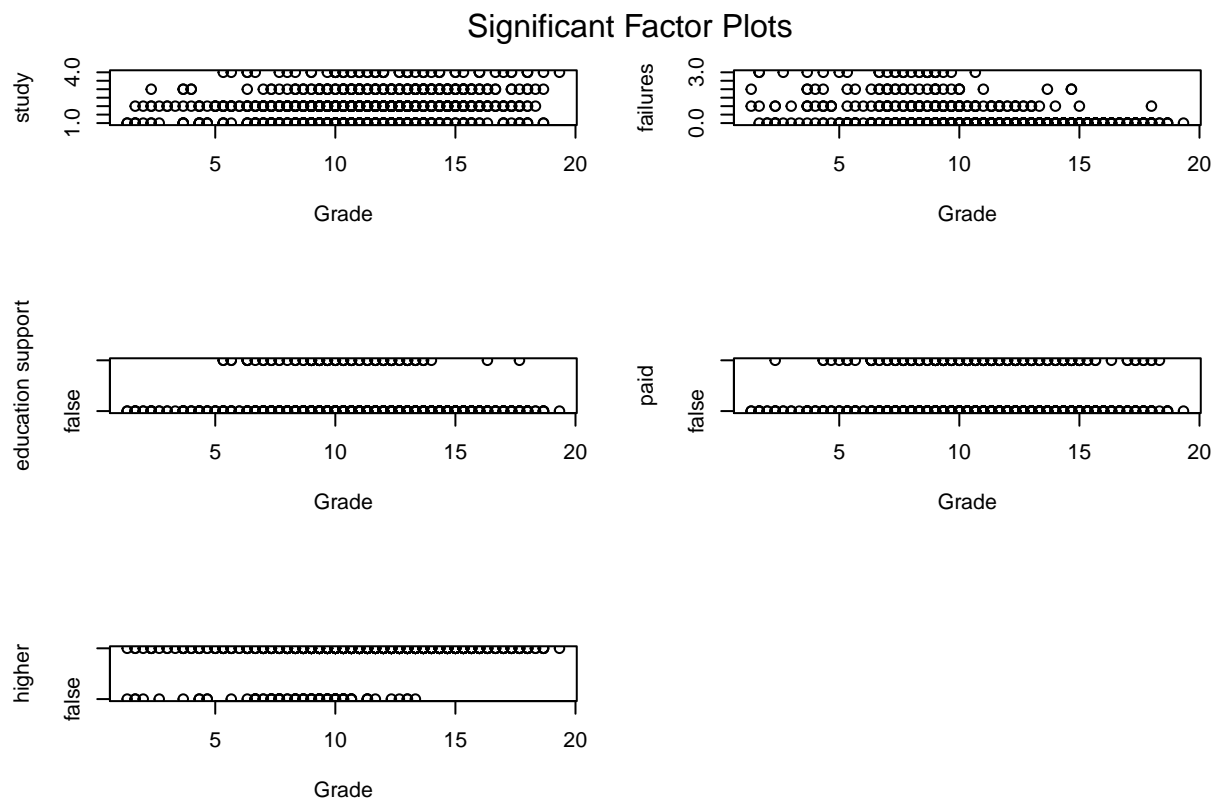 Significant Factor Plots
study
4.0
1.0
5 10 15 20
Grade
failures
3.0
0.0
5 10 15 20
Grade
education support
false
5 10 15 20
Grade
paid
false
5 10 15 20
Grade
higher
false
5 10 15 20
Grade